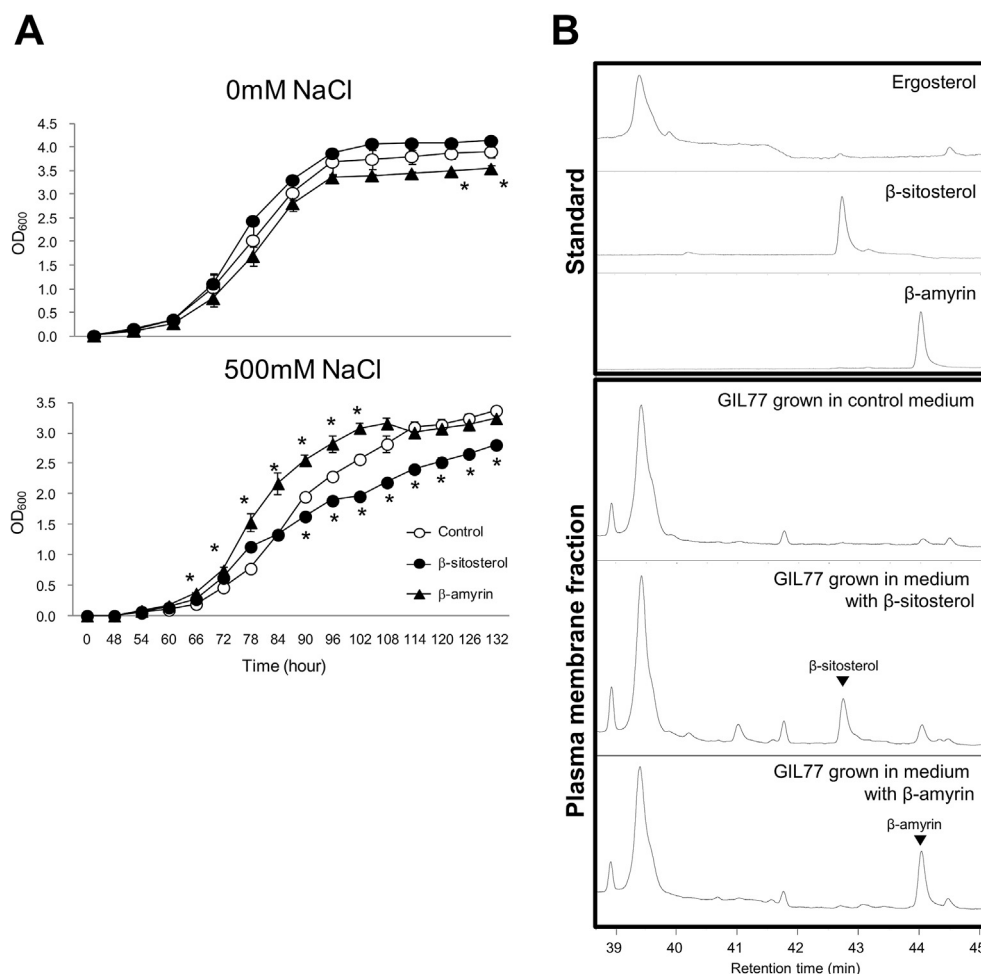 A
0mM NaCl
4.5
4.0
3.5
3.0
2.5
2.0
1.5
1.0
0.5
0.0
OD600
* *
500mM NaCl
3.5
3.0
2.5
2.0
1.5
1.0
0.5
0.0
OD600
* * * * * * * *
* * * * * * * *
Control
β-sitosterol
β-amyrin
0 48 54 60 66 72 78 84 90 96 102 108 114 120 126 132
Time (hour)
B
Standard
Ergosterol
β-sitosterol
β-amyrin
Plasma membrane fraction
GIL77 grown in control medium
GIL77 grown in medium
with β-sitosterol
β-sitosterol
GIL77 grown in medium
with β-amyrin
β-amyrin
39 40 41 42 43 44 45
Retention time (min)